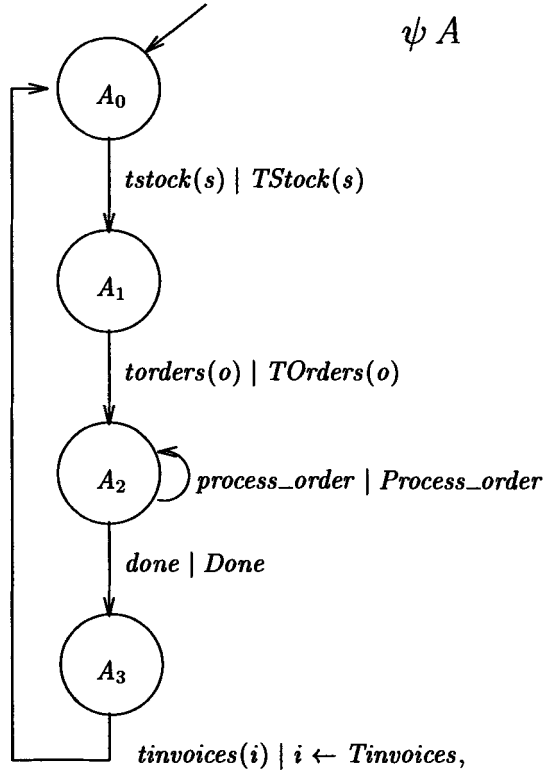 ψ A
A₀
tstock(s) | TStock(s)
A₁
torders(o) | TOrders(o)
A₂
process_order | Process_order
done | Done
A₃
tinvoices(i) | i ← Tinvoices,